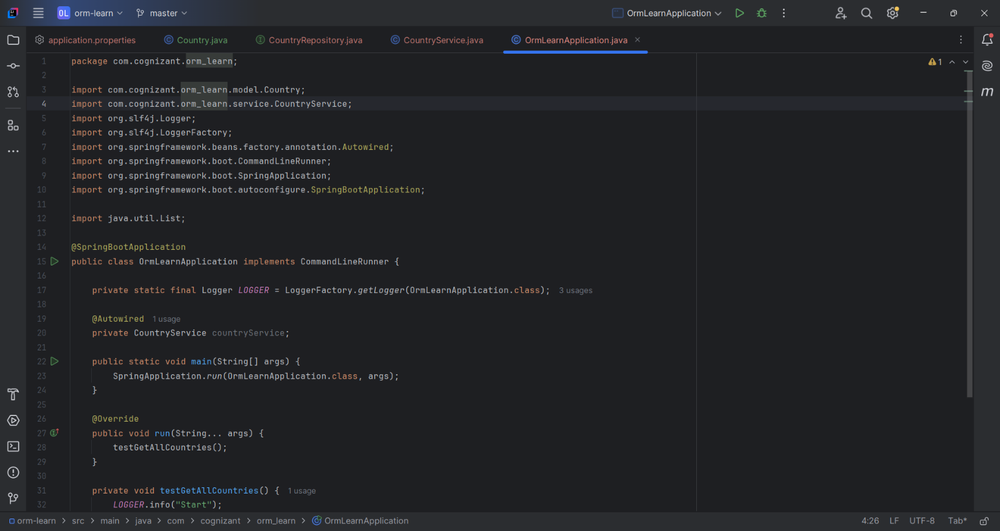 OL orm-learn master OrmLearnApplication
application.properties Country.java CountryRepository.java CountryService.java OrmLearnApplication.java
1 package com.cognizant.orm_learn; 1
2
3 import com.cognizant.orm_learn.model.Country;
4 import com.cognizant.orm_learn.service.CountryService;
5 import org.slf4j.Logger;
6 import org.slf4j.LoggerFactory;
7 import org.springframework.beans.factory.annotation.Autowired;
8 import org.springframework.boot.CommandLineRunner;
9 import org.springframework.boot.SpringApplication;
10 import org.springframework.boot.autoconfigure.SpringBootApplication;
11
12 import java.util.List;
13
14 @SpringBootApplication
15 public class OrmLearnApplication implements CommandLineRunner {
16
17 private static final Logger LOGGER = LoggerFactory.getLogger(OrmLearnApplication.class); 3 usages
18
19 @Autowired 1 usage
20 private CountryService countryService;
21
22 public static void main(String[] args) {
23 SpringApplication.run(OrmLearnApplication.class, args);
24 }
25
26 @Override
27 public void run(String... args) {
28 testGetAllCountries();
29 }
30
31 private void testGetAllCountries() { 1 usage
32 LOGGER.info("Start");
orm-learn > src > main > java > com > cognizant > orm_learn > OrmLearnApplication 4:26 LF UTF-8 Tab*